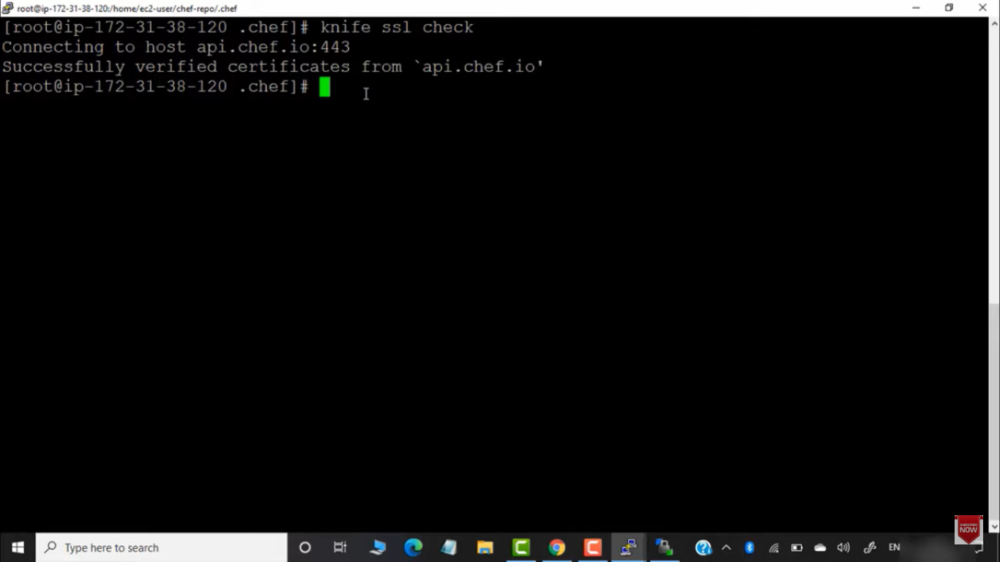 root@ip-172-31-38-120:/home/ec2-user/chef-repo/.chef
[root@ip-172-31-38-120 .chef]# knife ssl check
Connecting to host api.chef.io:443
Successfully verified certificates from `api.chef.io'
[root@ip-172-31-38-120 .chef]#
SUBSCRIBE
NOW
Type here to search
EN